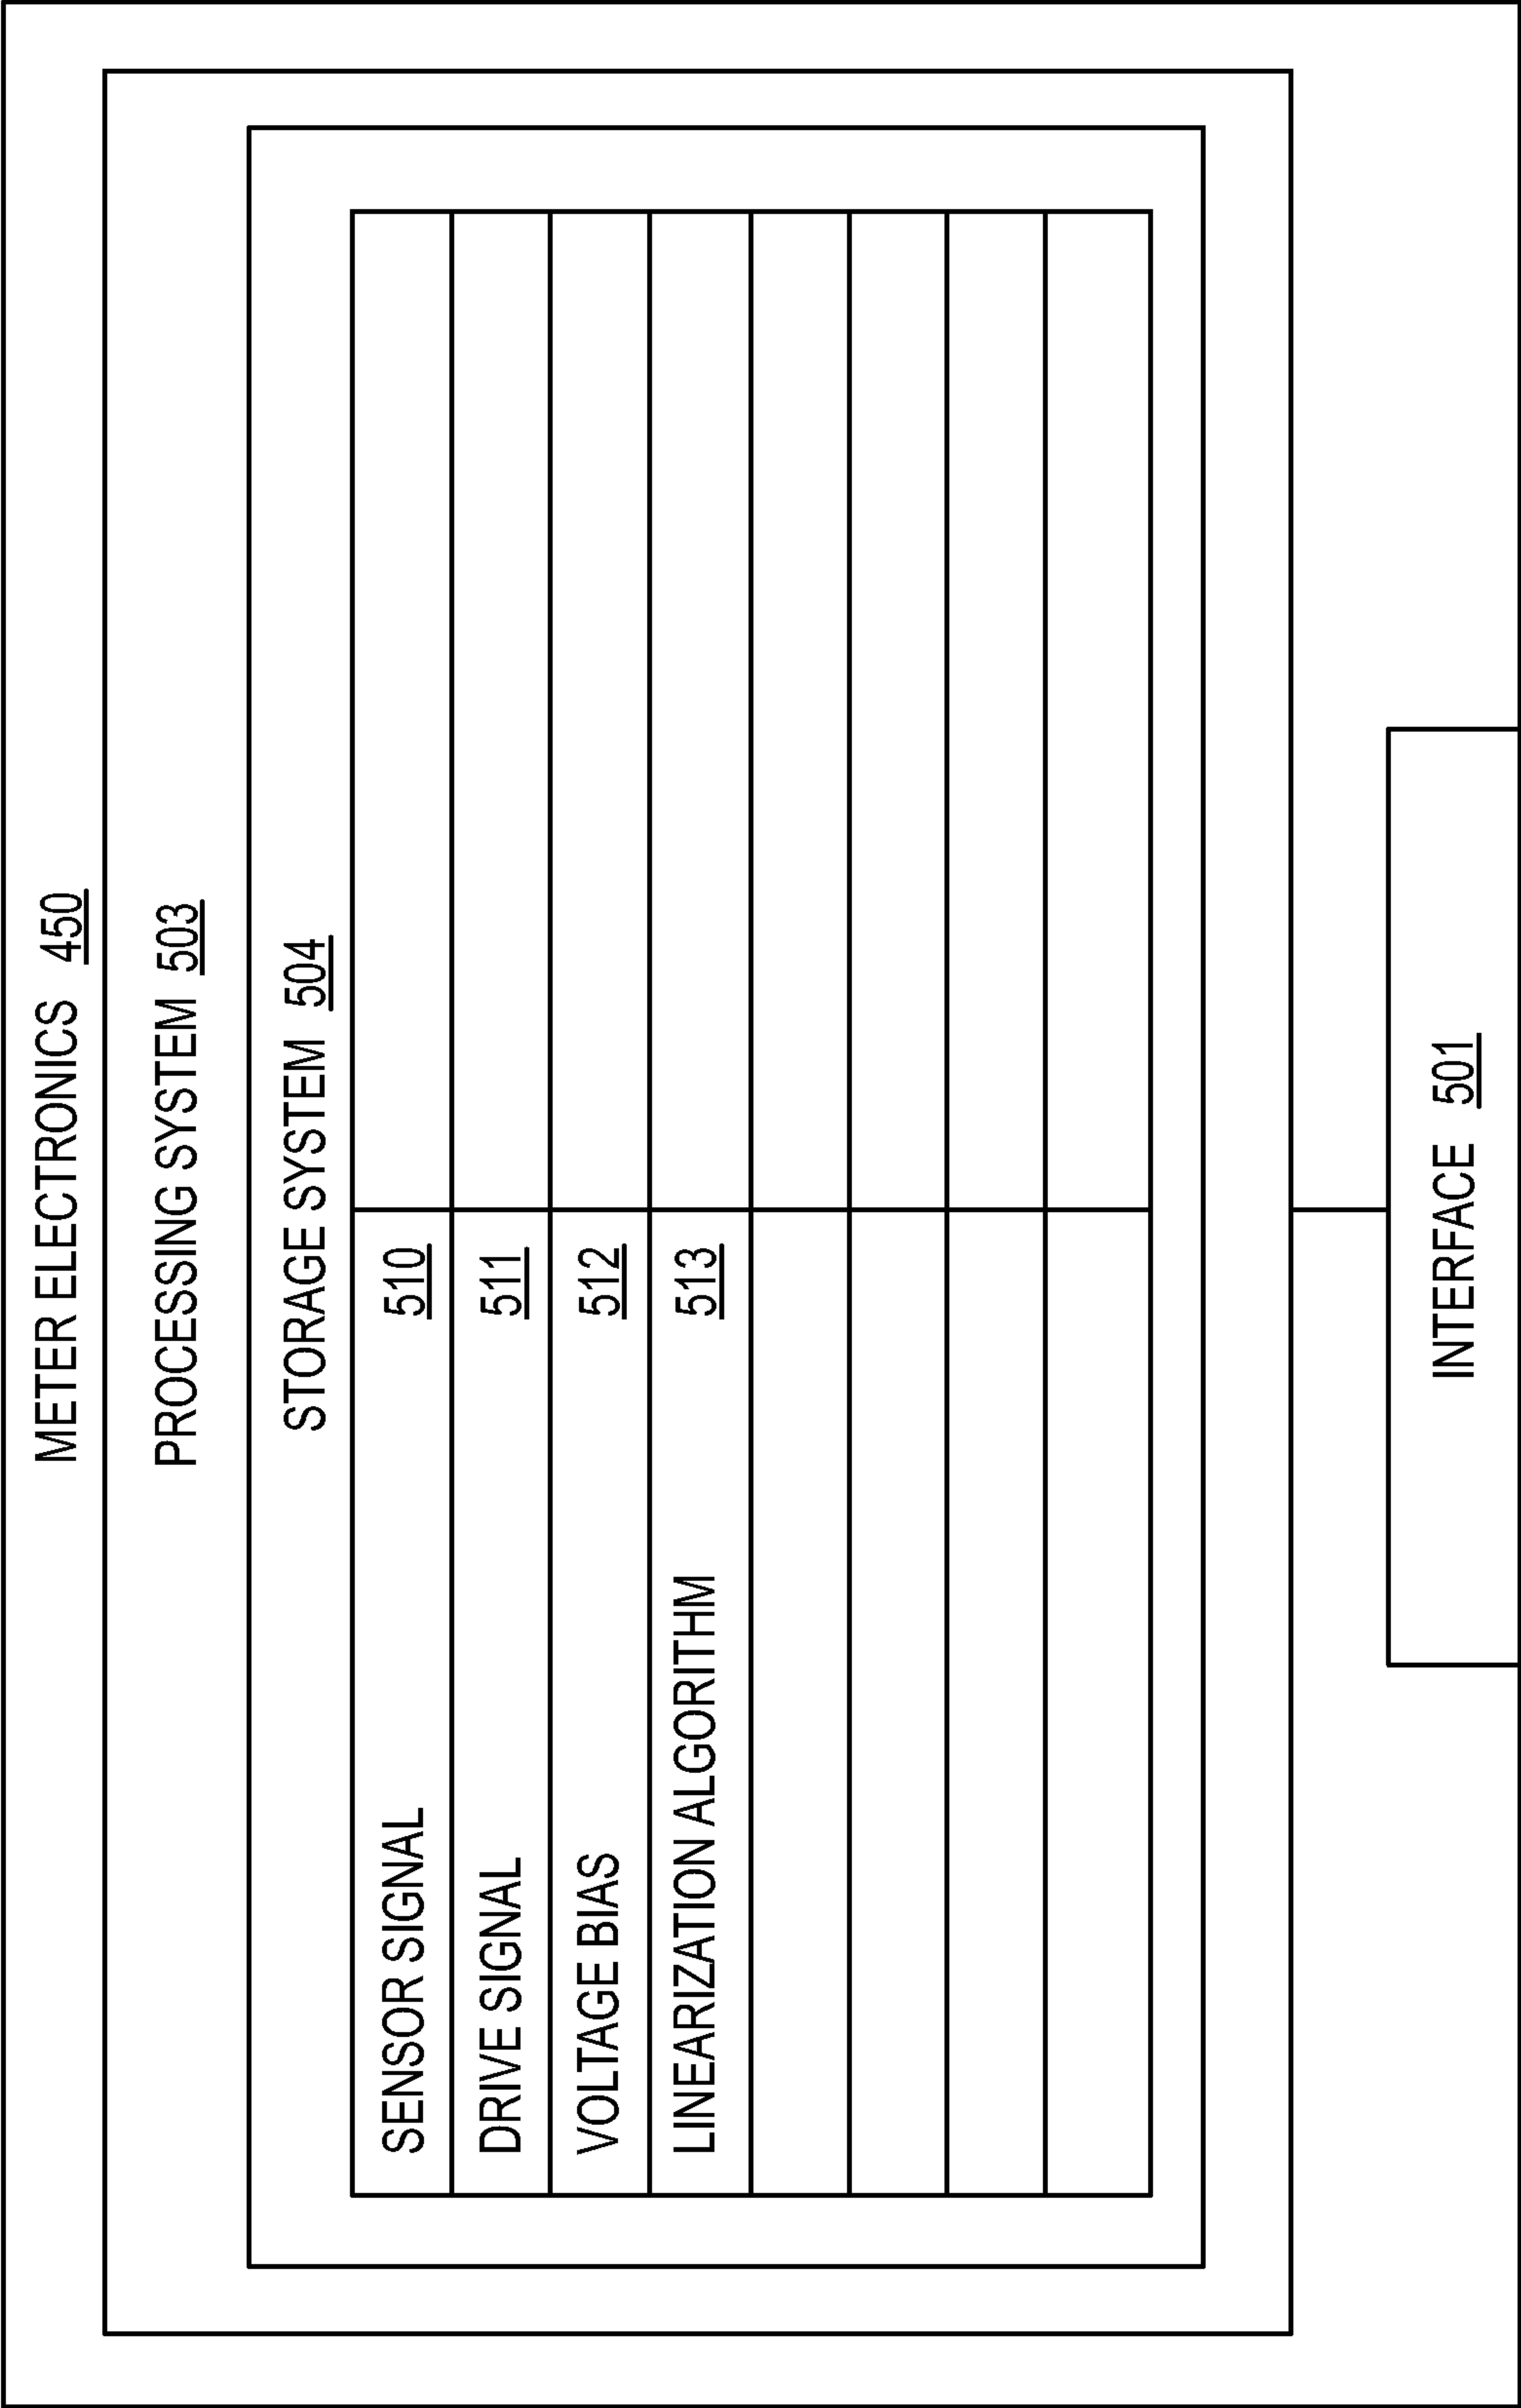 METER ELECTRONICS 450
PROCESSING SYSTEM 503
STORAGE SYSTEM 504
SENSOR SIGNAL 510
DRIVE SIGNAL 511
VOLTAGE BIAS 512
LINEARIZATION ALGORITHM 513
INTERFACE 501